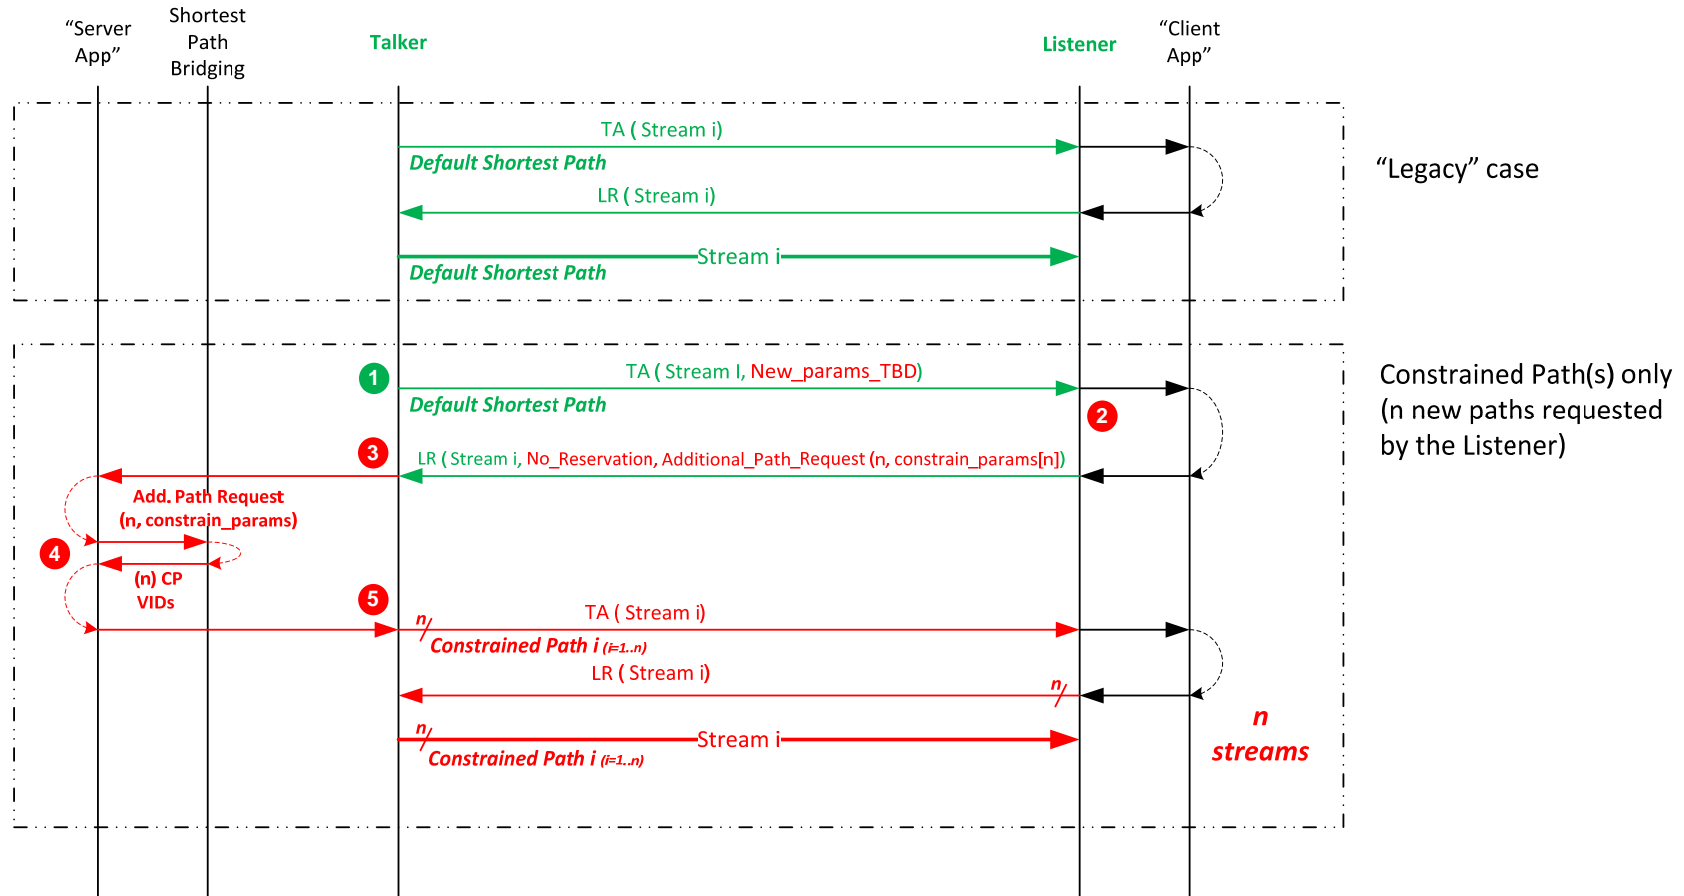 “Server
App”
Shortest
Path
Bridging
Talker
Listener
“Client
App”
TA ( Stream i)
Default Shortest Path
LR ( Stream i)
Stream i
Default Shortest Path
“Legacy” case
1
TA ( Stream I, New_params_TBD)
Default Shortest Path
2
Constrained Path(s) only
(n new paths requested
by the Listener)
3
LR ( Stream i, No_Reservation, Additional_Path_Request (n, constrain_params[n])
Add. Path Request
(n, constrain_params)
4
(n) CP
VIDs
5
n
TA ( Stream i)
Constrained Path i (i=1..n)
LR ( Stream i)
n
n
Stream i
Constrained Path i (i=1..n)
n
streams